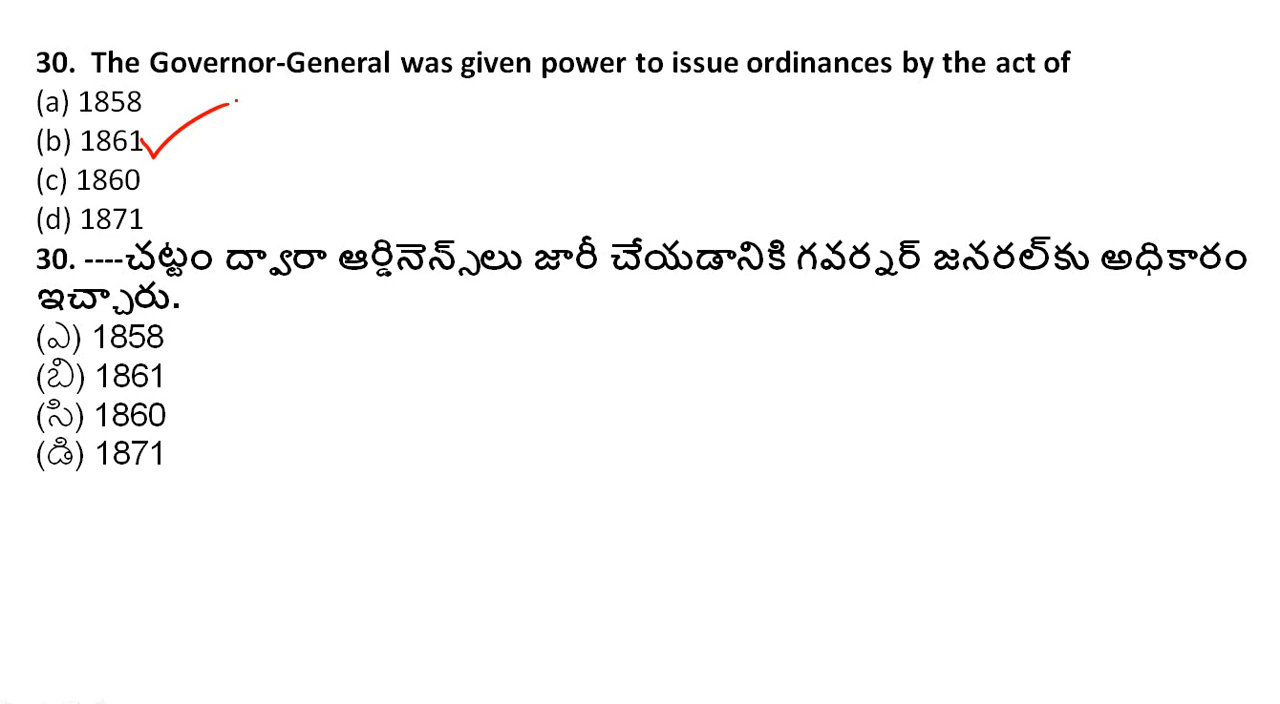 30. The Governor-General was given power to issue ordinances by the act of
(a) 1858
(b) 1861
(c) 1860
(d) 1871
30. ----చట్టం ద్వారా ఆర్డినెన్స్‌లు జారీ చేయడానికి గవర్నర్ జనరల్‌కు అధికారం
ఇచ్చారు.
(ఎ) 1858
(బి) 1861
(సి) 1860
(డి) 1871